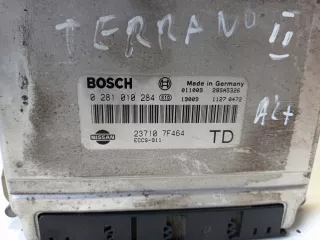 TERRANO II
BOSCH Made in Germany
011009 28SA5326
0 281 010 284 19009 1127 0472
A2+
NISSAN 23710 7F464 TD
ECCS-D11